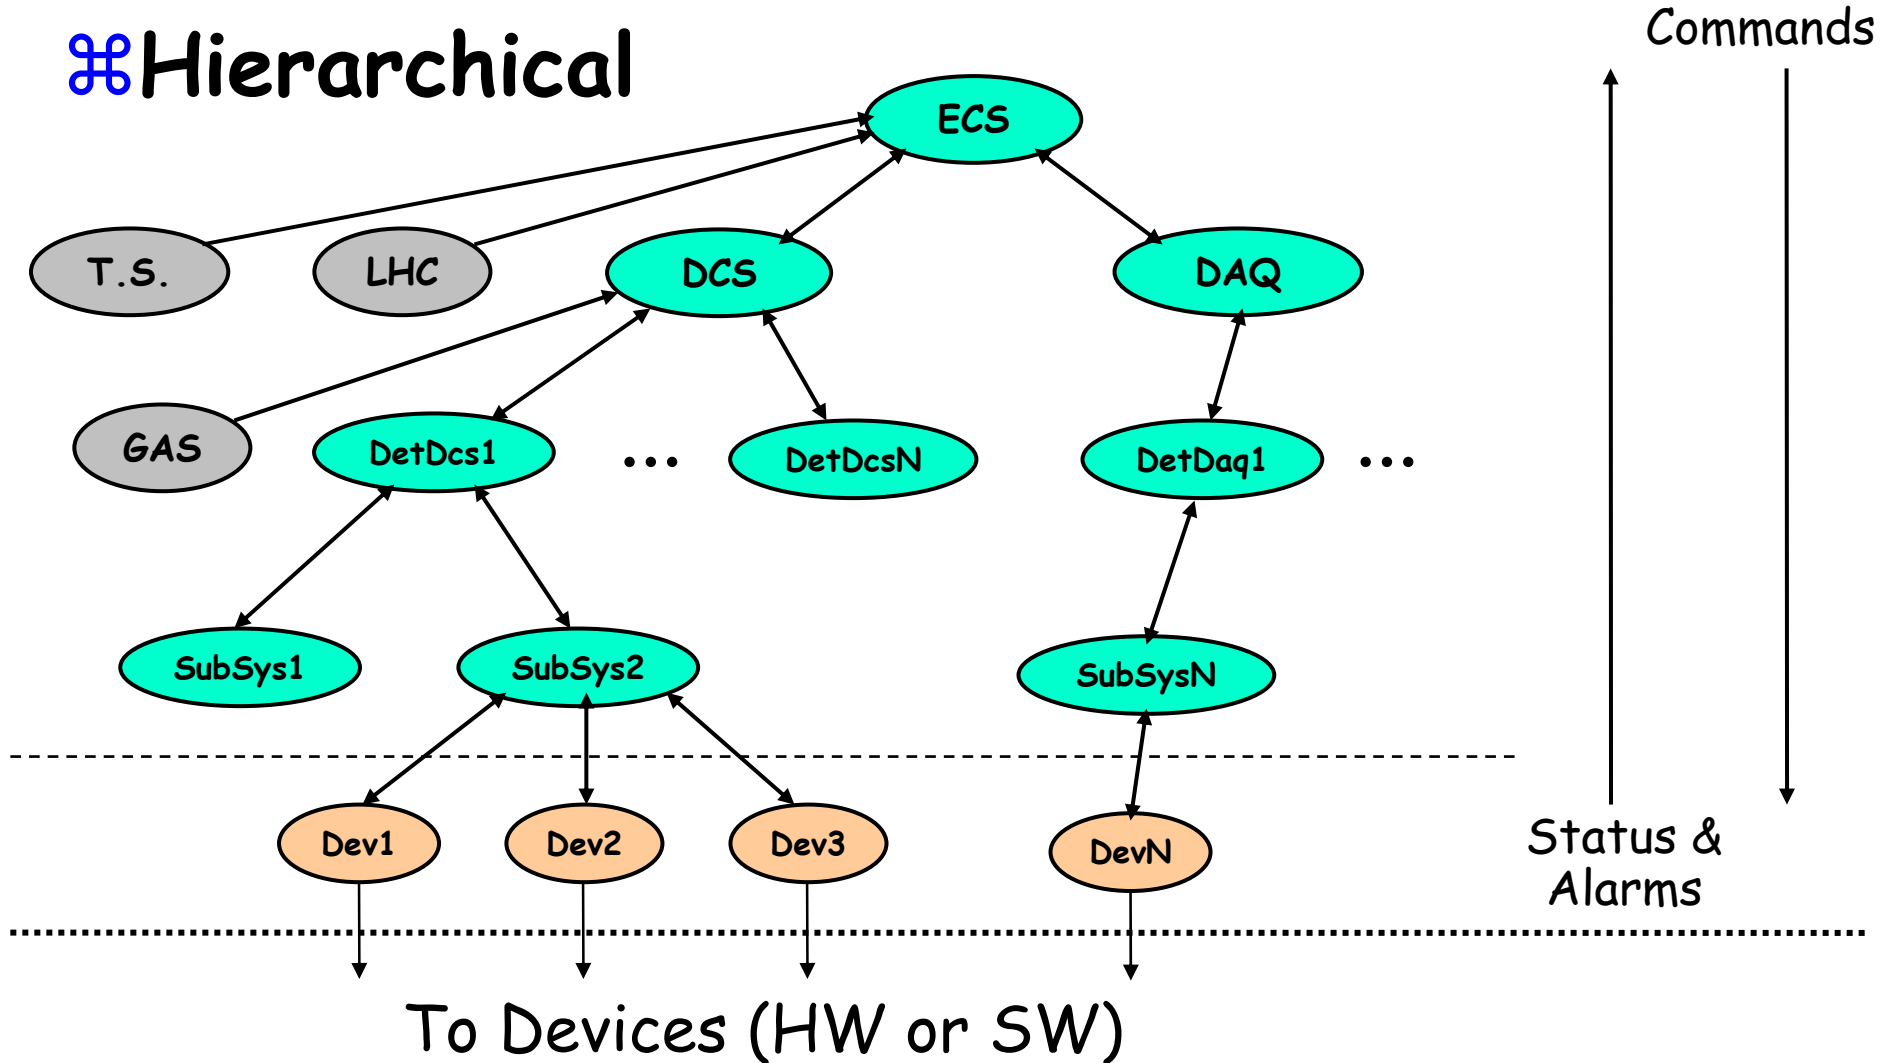 ⌘Hierarchical
Commands
ECS
T.S.
LHC
DCS
DAQ
GAS
DetDcs1
...
DetDcsN
DetDaq1
...
SubSys1
SubSys2
SubSysN
Dev1
Dev2
Dev3
DevN
Status &
Alarms
To Devices (HW or SW)